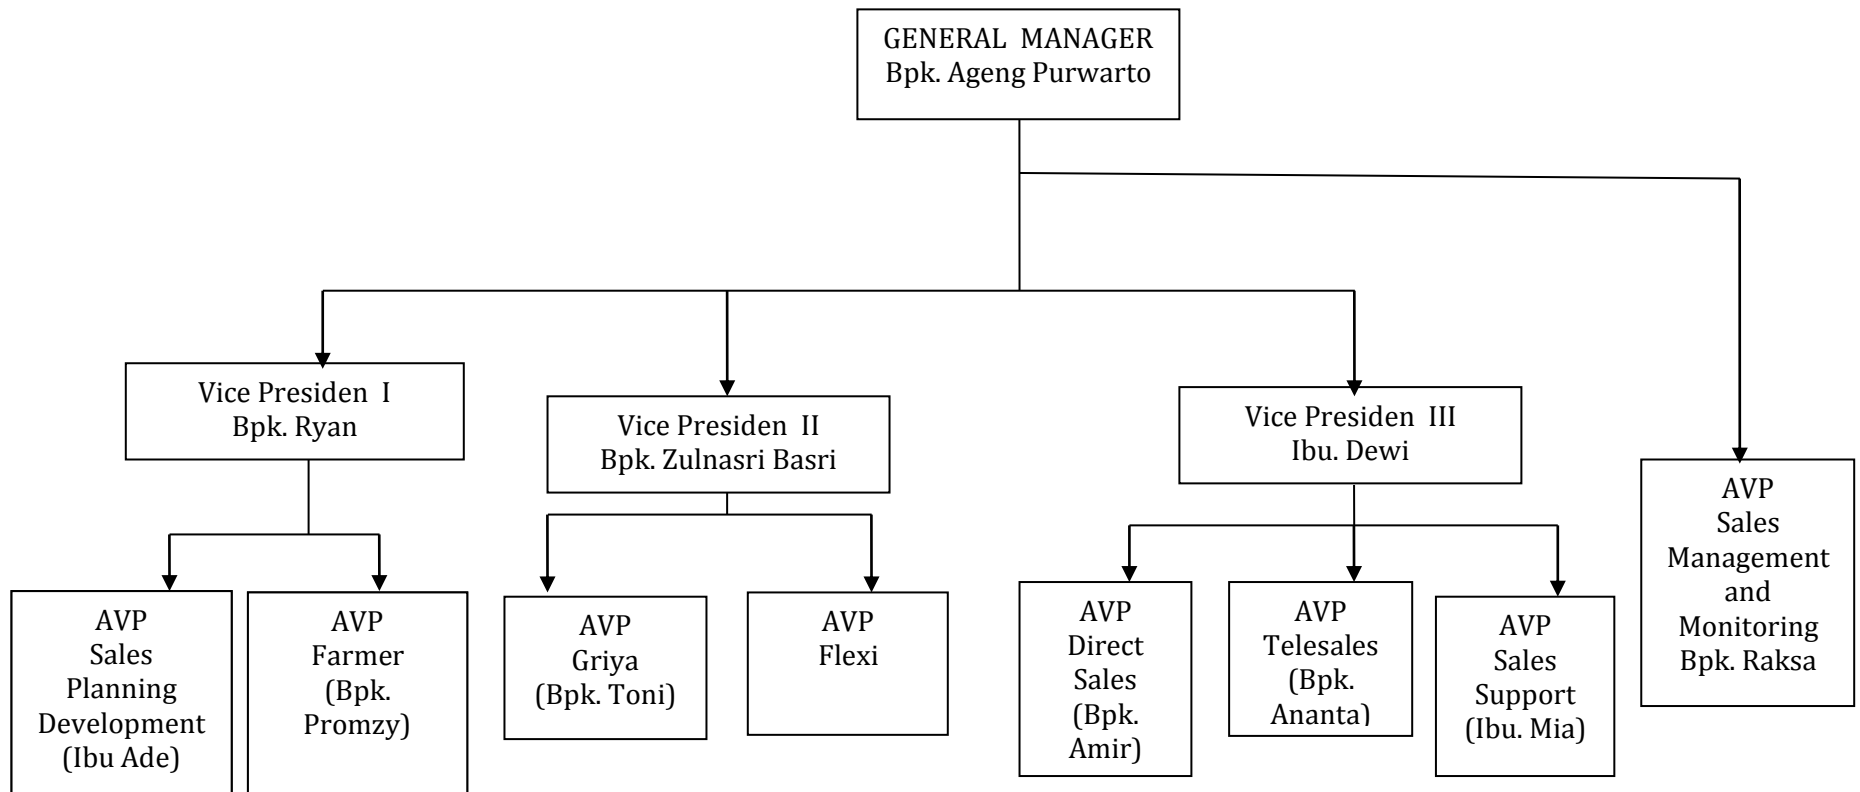 GENERAL MANAGER
Bpk. Ageng Purwarto
Vice Presiden I
Bpk. Ryan
Vice Presiden II
Bpk. Zulnasri Basri
Vice Presiden III
Ibu. Dewi
AVP
Sales
Management
and
Monitoring
Bpk. Raksa
AVP
Sales
Planning
Development
(Ibu Ade)
AVP
Farmer
(Bpk.
Promzy)
AVP
Griya
(Bpk. Toni)
AVP
Flexi
AVP
Direct
Sales
(Bpk.
Amir)
AVP
Telesales
(Bpk.
Ananta)
AVP
Sales
Support
(Ibu. Mia)